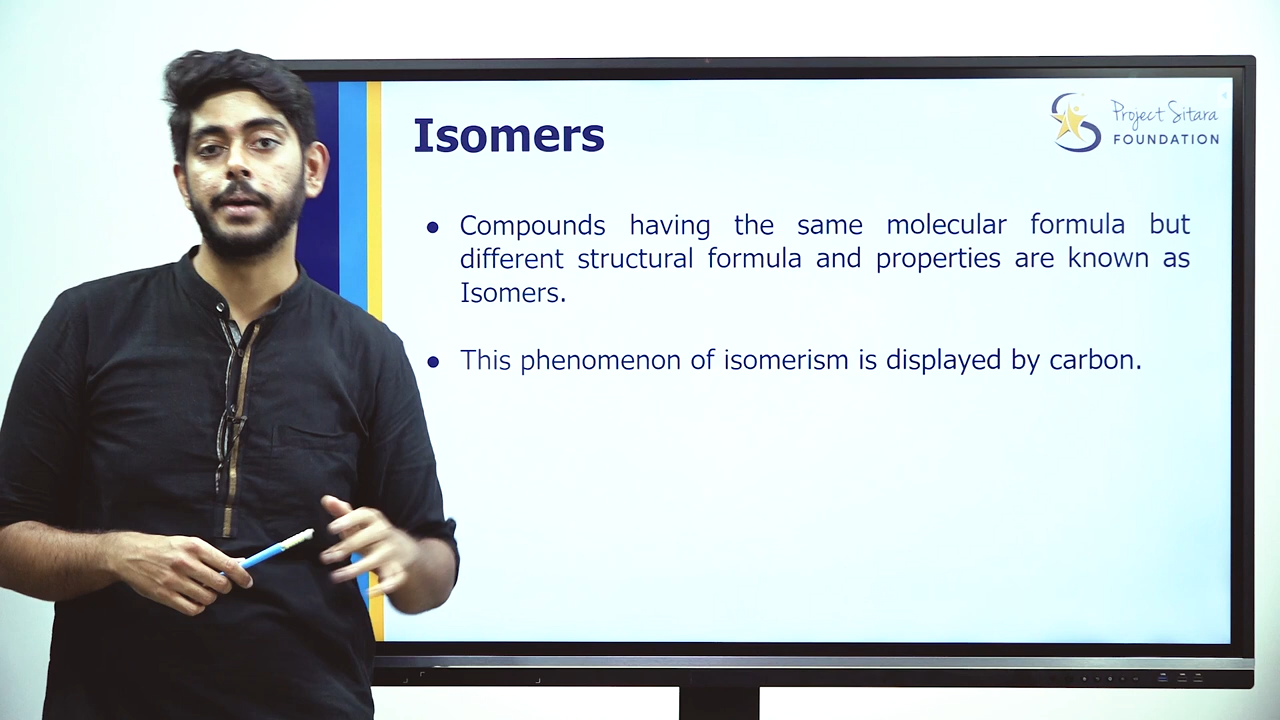 Isomers
Project Sitara
FOUNDATION
● Compounds having the same molecular formula but
different structural formula and properties are known as
Isomers.
● This phenomenon of isomerism is displayed by carbon.